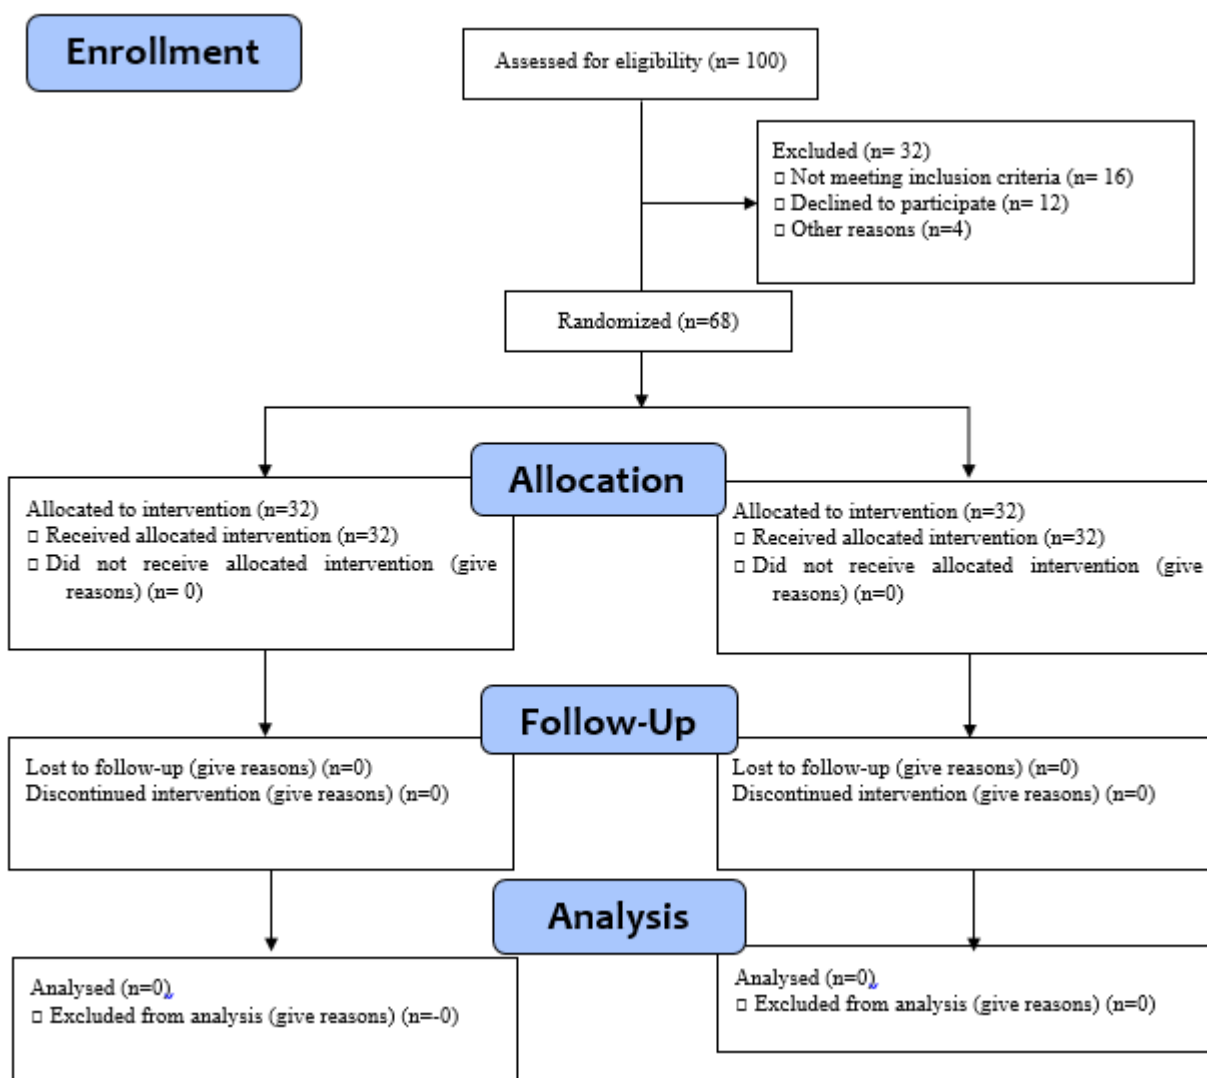 Enrollment
Assessed for eligibility (n= 100)
Excluded (n= 32)
□ Not meeting inclusion criteria (n= 16)
□ Declined to participate (n= 12)
□ Other reasons (n=4)
Randomized (n=68)
Allocation
Allocated to intervention (n=32)
□ Received allocated intervention (n=32)
□ Did not receive allocated intervention (give
reasons) (n= 0)
Allocated to intervention (n=32)
□ Received allocated intervention (n=32)
□ Did not receive allocated intervention (give
reasons) (n=0)
Follow-Up
Lost to follow-up (give reasons) (n=0)
Discontinued intervention (give reasons) (n=0)
Lost to follow-up (give reasons) (n=0)
Discontinued intervention (give reasons) (n=0)
Analysis
Analysed (n=0)
□ Excluded from analysis (give reasons) (n=-0)
Analysed (n=0)
□ Excluded from analysis (give reasons) (n=0)